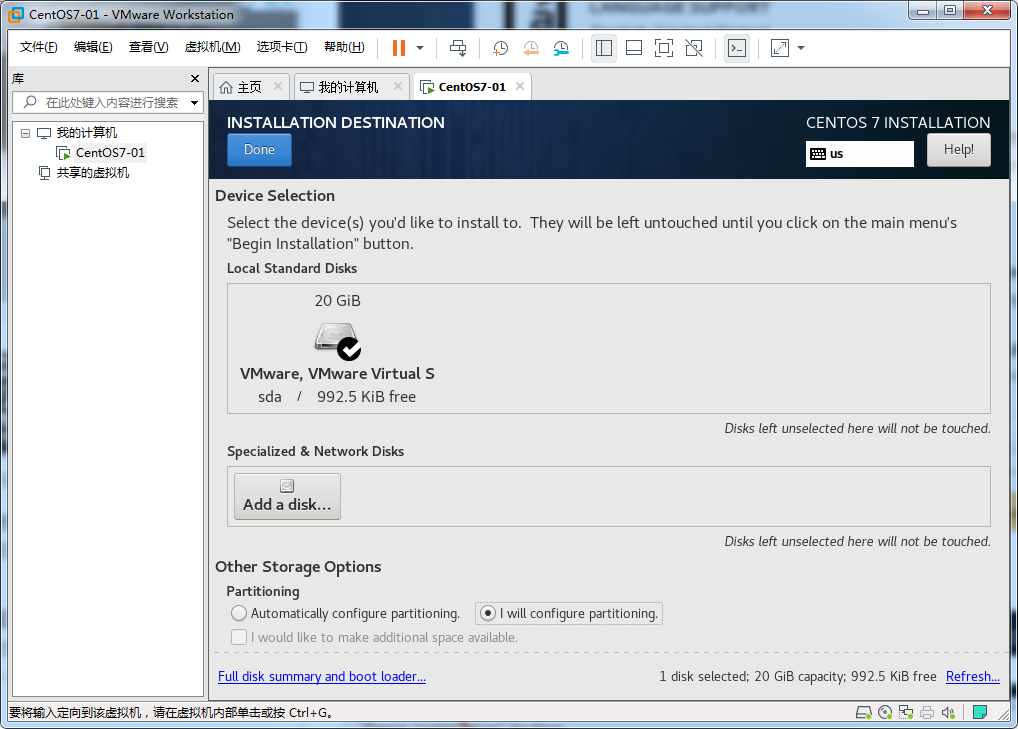 CentOS7-01 - VMware Workstation
文件(F) 编辑(E) 查看(V) 虚拟机(M) 选项卡(T) 帮助(H)
库
在此处键入内容进行搜索
我的计算机
CentOS7-01
共享的虚拟机
主页 我的计算机 CentOS7-01
INSTALLATION DESTINATION
CENTOS 7 INSTALLATION
Done
us
Help!
Device Selection
Select the device(s) you'd like to install to. They will be left untouched until you click on the main menu's
"Begin Installation" button.
Local Standard Disks
20 GiB
VMware, VMware Virtual S
sda / 992.5 KiB free
Disks left unselected here will not be touched.
Specialized & Network Disks
Add a disk...
Disks left unselected here will not be touched.
Other Storage Options
Partitioning
Automatically configure partitioning. I will configure partitioning.
I would like to make additional space available.
Full disk summary and boot loader...
1 disk selected; 20 GiB capacity; 992.5 KiB free Refresh...
要将输入定向到该虚拟机，请在虚拟机内部单击或按 Ctrl+G。